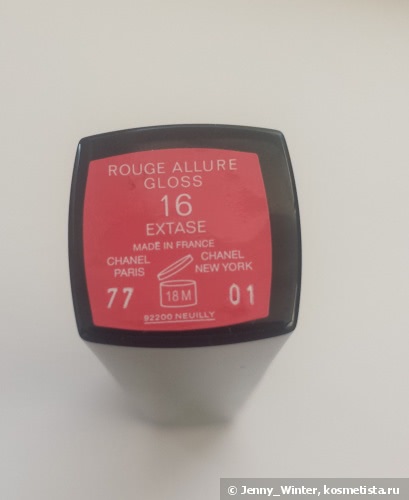 ROUGE ALLURE
GLOSS
16
EXTASE
MADE IN FRANCE
CHANEL CHANEL
PARIS NEW YORK
77 18M 01
92200 NEUILLY
© Jenny_Winter, kosmetista.ru